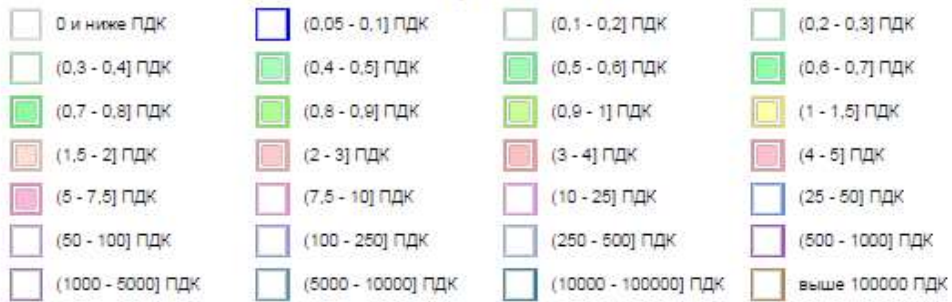 0 и ниже ПДК (0,05 - 0,1] ПДК (0,1 - 0,2] ПДК (0,2 - 0,3] ПДК
(0,3 - 0,4] ПДК (0,4 - 0,5] ПДК (0,5 - 0,6] ПДК (0,6 - 0,7] ПДК
(0,7 - 0,8] ПДК (0,8 - 0,9] ПДК (0,9 - 1] ПДК (1 - 1,5] ПДК
(1,5 - 2] ПДК (2 - 3] ПДК (3 - 4] ПДК (4 - 5] ПДК
(5 - 7,5] ПДК (7,5 - 10] ПДК (10 - 25] ПДК (25 - 50] ПДК
(50 - 100] ПДК (100 - 250] ПДК (250 - 500] ПДК (500 - 1000] ПДК
(1000 - 5000] ПДК (5000 - 10000] ПДК (10000 - 100000] ПДК выше 100000 ПДК